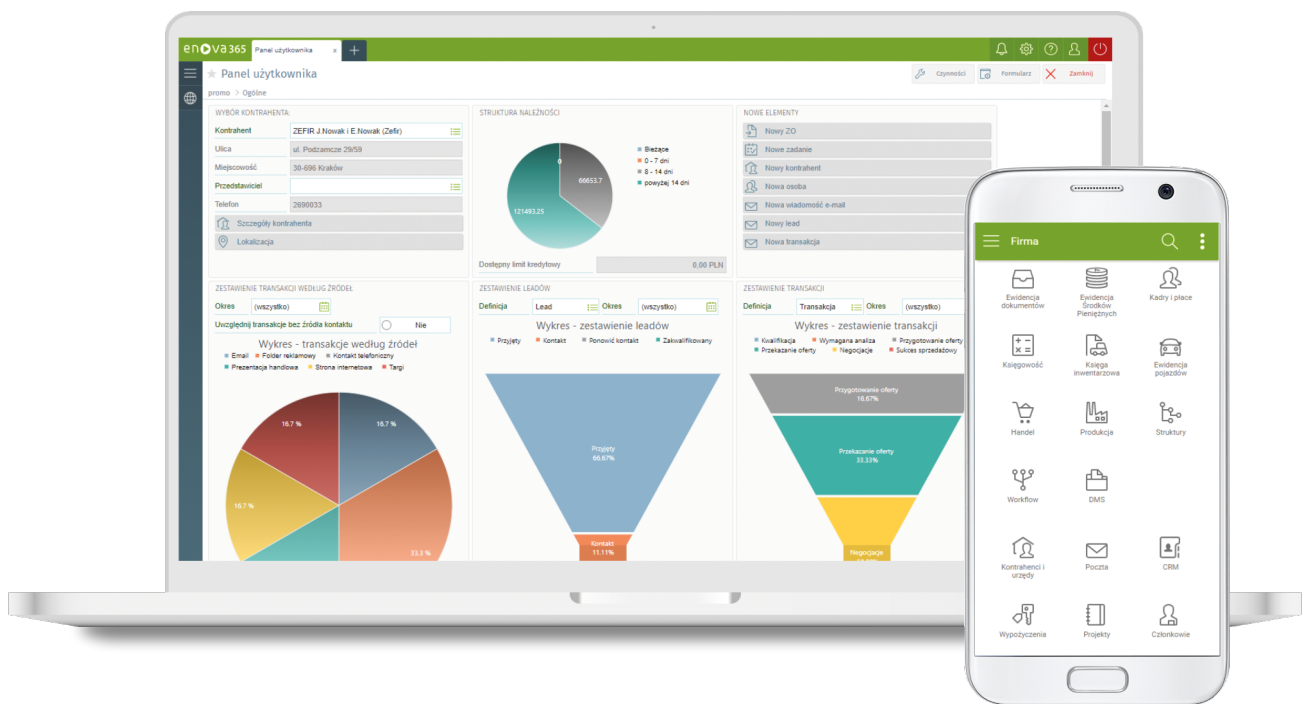 enova365
Panel użytkownika x +
Panel użytkownika
Czynności Formularz Zamknij
promo > Ogólne
WYBÓR KONTRAHENTA:
Kontrahent ZEFIR J.Nowak i E.Nowak (Zefir)
Ulica ul. Podzamcze 29/59
Miejscowość 30-696 Kraków
Przedstawiciel
Telefon 2690033
Szczegóły kontrahenta
Lokalizacja
STRUKTURA NALEŻNOŚCI
0
66653.7
121493.25
Bieżące
0 - 7 dni
8 - 14 dni
powyżej 14 dni
Dostępny limit kredytowy 0,00 PLN
NOWE ELEMENTY
Nowy ZO
Nowe zadanie
Nowy kontrahent
Nowa osoba
Nowa wiadomość e-mail
Nowy lead
Nowa transakcja
ZESTAWIENIE TRANSAKCJI WEDŁUG ŹRÓDEŁ
Okres (wszystko)
Uwzględnij transakcje bez źródła kontaktu Nie
Wykres - transakcje według źródeł
Email Folder reklamowy Kontakt telefoniczny
Prezentacja handlowa Strona internetowa Targi
16.7 % 16.7 %
16.7 %
33.3 %
ZESTAWIENIE LEADÓW
Definicja Lead Okres (wszystko)
Wykres - zestawienie leadów
Przyjęty Kontakt Ponowić kontakt Zakwalifikowany
Przyjęty
66.67%
Kontakt
11.11%
ZESTAWIENIE TRANSAKCJI
Definicja Transakcja Okres (wszystko)
Wykres - zestawienie transakcji
Kwalifikacja Wymagana analiza Przygotowanie oferty
Przekazanie oferty Negocjacje Sukces sprzedażowy
Przygotowanie oferty
16.67%
Przekazanie oferty
33.33%
Negocjacje
Firma
Ewidencja
dokumentów
Ewidencja
Środków
Pieniężnych
Kadry i płace
Księgowość
Księga
inwentarzowa
Ewidencja
pojazdów
Handel
Produkcja
Struktury
Workflow
DMS
Kontrahenci i
urzędy
Poczta
CRM
Wypożyczenia
Projekty
Członkowie